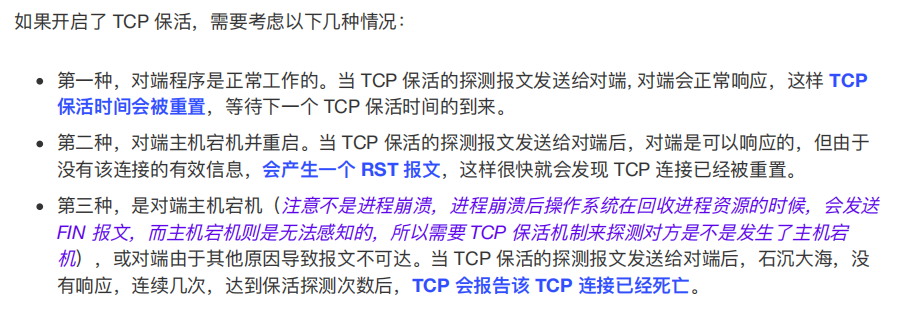 如果开启了 TCP 保活，需要考虑以下几种情况：
• 第一种，对端程序是正常工作的。当 TCP 保活的探测报文发送给对端, 对端会正常响应，这样 TCP
保活时间会被重置，等待下一个 TCP 保活时间的到来。
• 第二种，对端主机宕机并重启。当 TCP 保活的探测报文发送给对端后，对端是可以响应的，但由于
没有该连接的有效信息，会产生一个 RST 报文，这样很快就会发现 TCP 连接已经被重置。
• 第三种，是对端主机宕机（注意不是进程崩溃，进程崩溃后操作系统在回收进程资源的时候，会发送
FIN 报文，而主机宕机则是无法感知的，所以需要 TCP 保活机制来探测对方是不是发生了主机宕
机），或对端由于其他原因导致报文不可达。当 TCP 保活的探测报文发送给对端后，石沉大海，没
有响应，连续几次，达到保活探测次数后，TCP 会报告该 TCP 连接已经死亡。